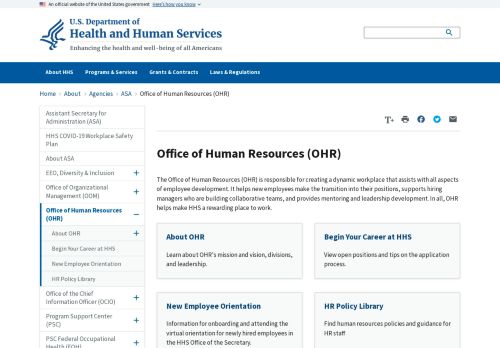 An official website of the United States government Here's how you know
U.S. Department of
Health and Human Services
Enhancing the health and well-being of all Americans
About HHS Programs & Services Grants & Contracts Laws & Regulations
Home > About > Agencies > ASA > Office of Human Resources (OHR)
Assistant Secretary for
Administration (ASA)
HHS COVID-19 Workplace Safety
Plan
About ASA
EEO, Diversity & Inclusion
Office of Organizational
Management (OOM)
Office of Human Resources
(OHR)
About OHR
Begin Your Career at HHS
New Employee Orientation
HR Policy Library
Office of the Chief
Information Officer (OCIO)
Program Support Center
(PSC)
PSC Federal Occupational
Health (FOH)
T+
Office of Human Resources (OHR)
The Office of Human Resources (OHR) is responsible for creating a dynamic workplace that assists with all aspects
of employee development. It helps new employees make the transition into their positions, supports hiring
managers who are building collaborative teams, and provides mentoring and leadership development. In all, OHR
helps make HHS a rewarding place to work.
About OHR
Learn about OHR's mission and vision, divisions,
and leadership.
Begin Your Career at HHS
View open positions and tips on the application
process.
New Employee Orientation
Information for onboarding and attending the
virtual orientation for newly hired employees in
the HHS Office of the Secretary.
HR Policy Library
Find human resources policies and guidance for
HR staff.